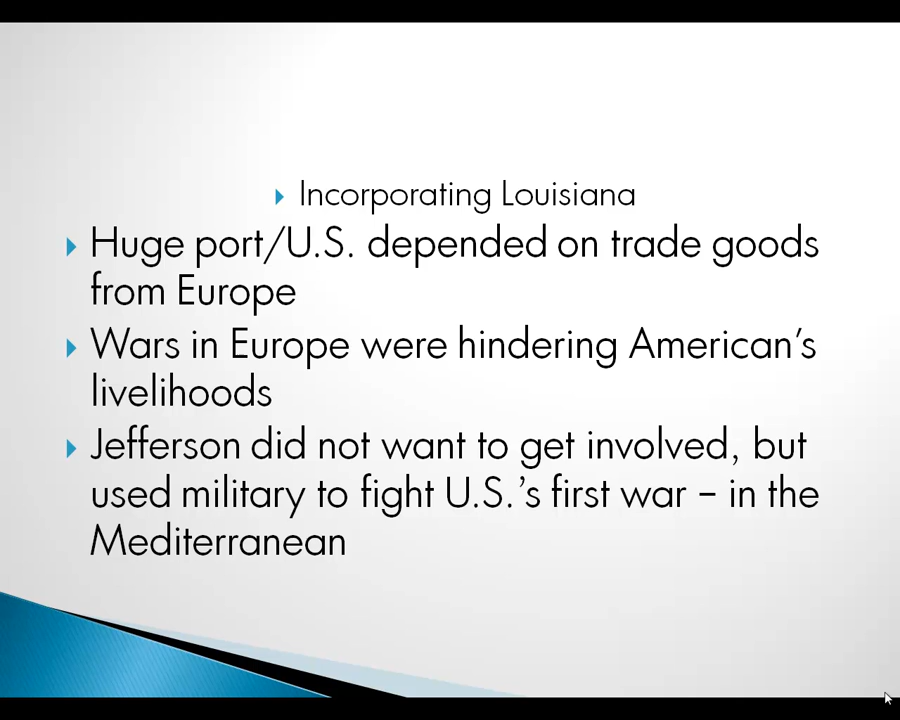 Incorporating Louisiana
Huge port/U.S. depended on trade goods
from Europe
Wars in Europe were hindering American’s
livelihoods
Jefferson did not want to get involved, but
used military to fight U.S.’s first war – in the
Mediterranean